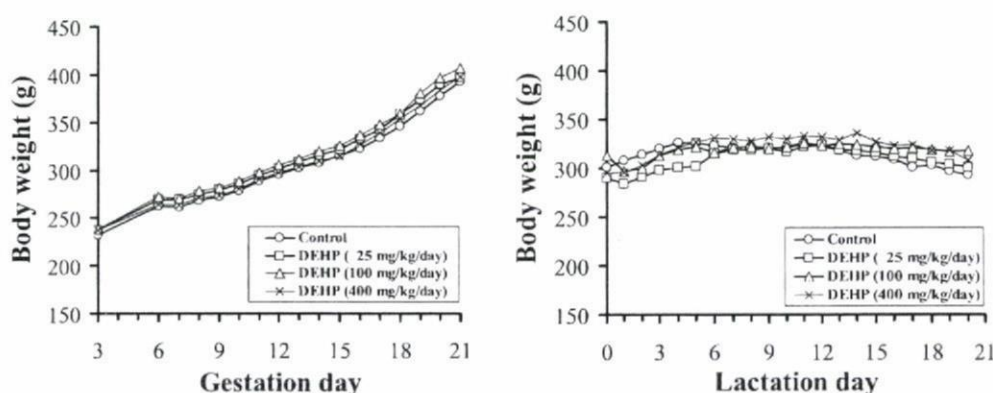 450
400
350
300
250
200
150
Body weight (g)
Control
DEHP ( 25 mg/kg/day)
DEHP (100 mg/kg/day)
DEHP (400 mg/kg/day)
3 6 9 12 15 18 21
Gestation day
450
400
350
300
250
200
150
Body weight (g)
Control
DEHP ( 25 mg/kg/day)
DEHP (100 mg/kg/day)
DEHP (400 mg/kg/day)
0 3 6 9 12 15 18 21
Lactation day